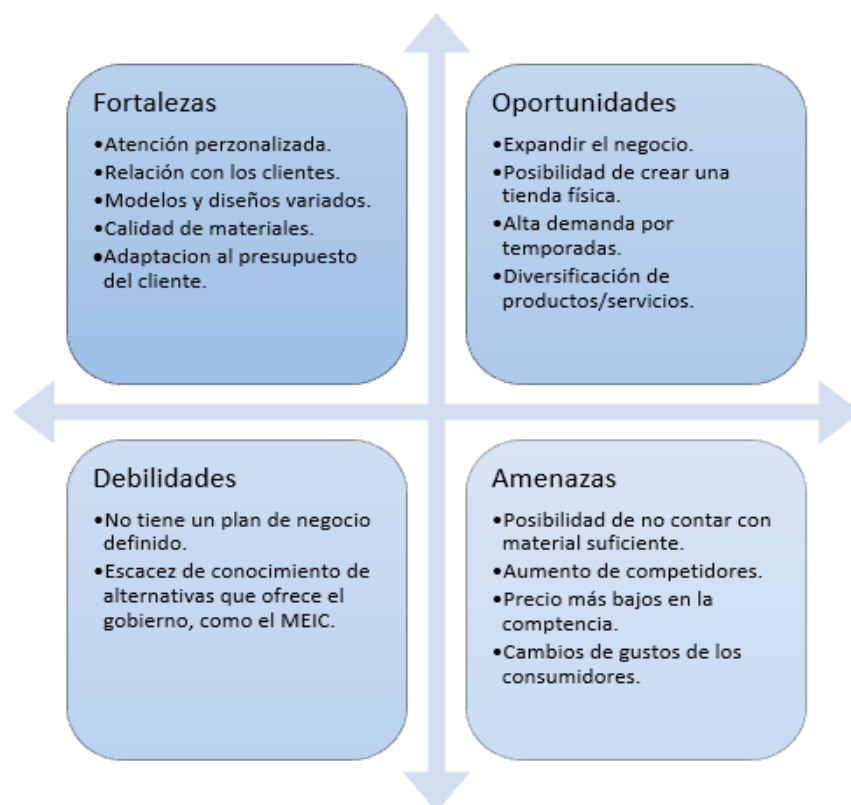 Fortalezas
•Atención perzonalizada.
•Relación con los clientes.
•Modelos y diseños variados.
•Calidad de materiales.
•Adaptacion al presupuesto
del cliente.
Oportunidades
•Expandir el negocio.
•Posibilidad de crear una
tienda física.
•Alta demanda por
temporadas.
•Diversificación de
productos/servicios.
Debilidades
•No tiene un plan de negocio
definido.
•Escacez de conocimiento de
alternativas que ofrece el
gobierno, como el MEIC.
Amenazas
•Posibilidad de no contar con
material suficiente.
•Aumento de competidores.
•Precio más bajos en la
comptencia.
•Cambios de gustos de los
consumidores.